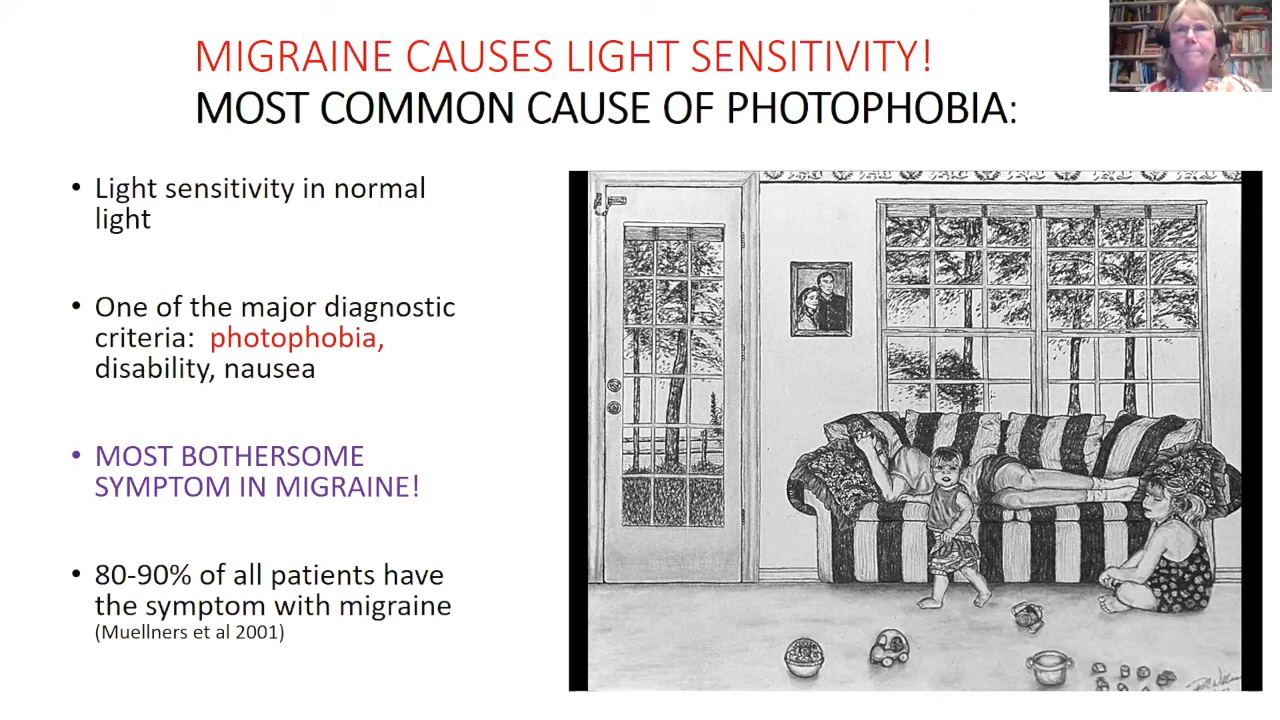 MIGRAINE CAUSES LIGHT SENSITIVITY!
MOST COMMON CAUSE OF PHOTOPHOBIA:
• Light sensitivity in normal
light
• One of the major diagnostic
criteria: photophobia,
disability, nausea
• MOST BOTHERSOME
SYMPTOM IN MIGRAINE!
• 80-90% of all patients have
the symptom with migraine
(Muellners et al 2001)